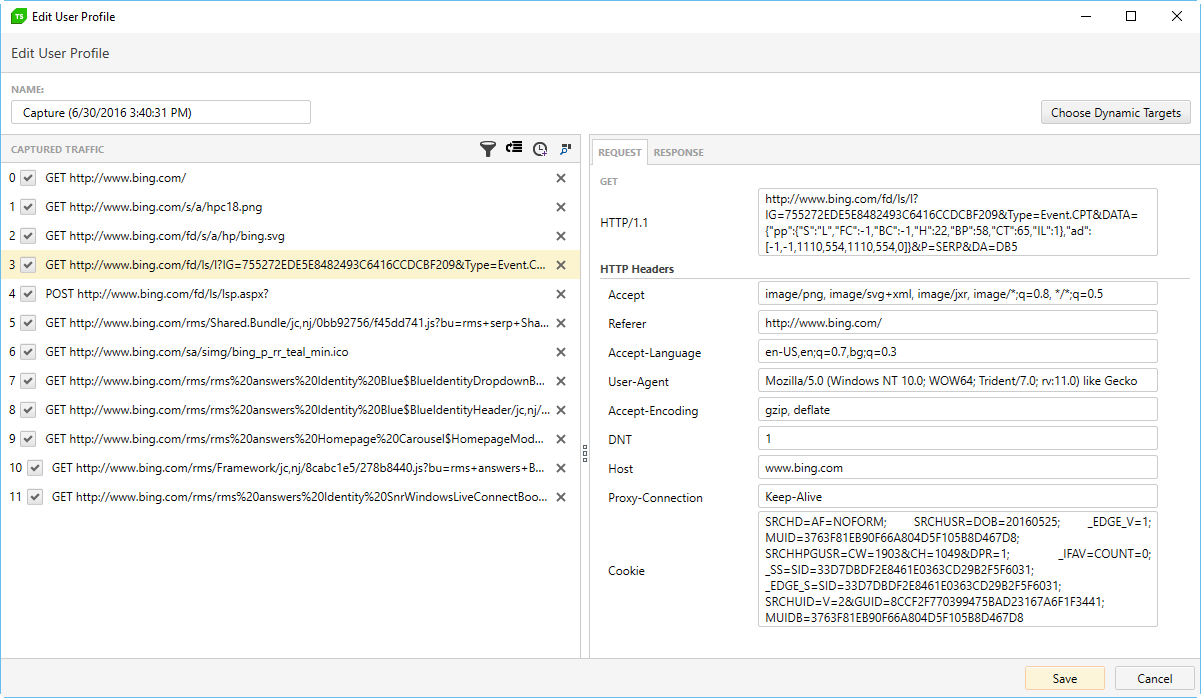 TS Edit User Profile
Edit User Profile
NAME:
Capture (6/30/2016 3:40:31 PM)
Choose Dynamic Targets
CAPTURED TRAFFIC
0 GET http://www.bing.com/
1 GET http://www.bing.com/s/a/hpc18.png
2 GET http://www.bing.com/fd/s/a/hp/bing.svg
3 GET http://www.bing.com/fd/ls/l?IG=755272EDE5E8482493C6416CCDCBF209&Type=Event.C...
4 POST http://www.bing.com/fd/ls/lsp.aspx?
5 GET http://www.bing.com/rms/Shared.Bundle/jc,nj/0bb92756/f45dd741.js?bu=rms+serp+Sha...
6 GET http://www.bing.com/sa/simg/bing_p_rr_teal_min.ico
7 GET http://www.bing.com/rms/rms%20answers%20Identity%20Blue$BlueIdentityDropdownB...
8 GET http://www.bing.com/rms/rms%20answers%20Identity%20Blue$BlueIdentityHeader/jc,nj/...
9 GET http://www.bing.com/rms/rms%20answers%20Homepage%20Carousel$HomepageMod...
10 GET http://www.bing.com/rms/Framework/jc,nj/8cabc1e5/278b8440.js?bu=rms+answers+B...
11 GET http://www.bing.com/rms/rms%20answers%20Identity%20SnrWindowsLiveConnectBoo...
REQUEST RESPONSE
GET
HTTP/1.1
http://www.bing.com/fd/ls/l?
IG=755272EDE5E8482493C6416CCDCBF209&Type=Event.CPT&DATA=
{"pp":{"S":"L","FC":-1,"BC":-1,"H":22,"BP":58,"CT":65,"IL":1},"ad":
[-1,-1,1110,554,1110,554,0]}&P=SERP&DA=DB5
HTTP Headers
Accept image/png, image/svg+xml, image/jxr, image/*;q=0.8, */*;q=0.5
Referer http://www.bing.com/
Accept-Language en-US,en;q=0.7,bg;q=0.3
User-Agent Mozilla/5.0 (Windows NT 10.0; WOW64; Trident/7.0; rv:11.0) like Gecko
Accept-Encoding gzip, deflate
DNT 1
Host www.bing.com
Proxy-Connection Keep-Alive
Cookie
SRCHD=AF=NOFORM; SRCHUSR=DOB=20160525; _EDGE_V=1;
MUID=3763F81EB90F66A804D5F105B8D467D8;
SRCHHPGUSR=CW=1903&CH=1049&DPR=1; _IFAV=COUNT=0;
_SS=SID=33D7DBDF2E8461E0363CD29B2F5F6031;
_EDGE_S=SID=33D7DBDF2E8461E0363CD29B2F5F6031;
SRCHUID=V=2&GUID=8CCF2F770399475BAD23167A6F1F3441;
MUIDB=3763F81EB90F66A804D5F105B8D467D8
Save Cancel